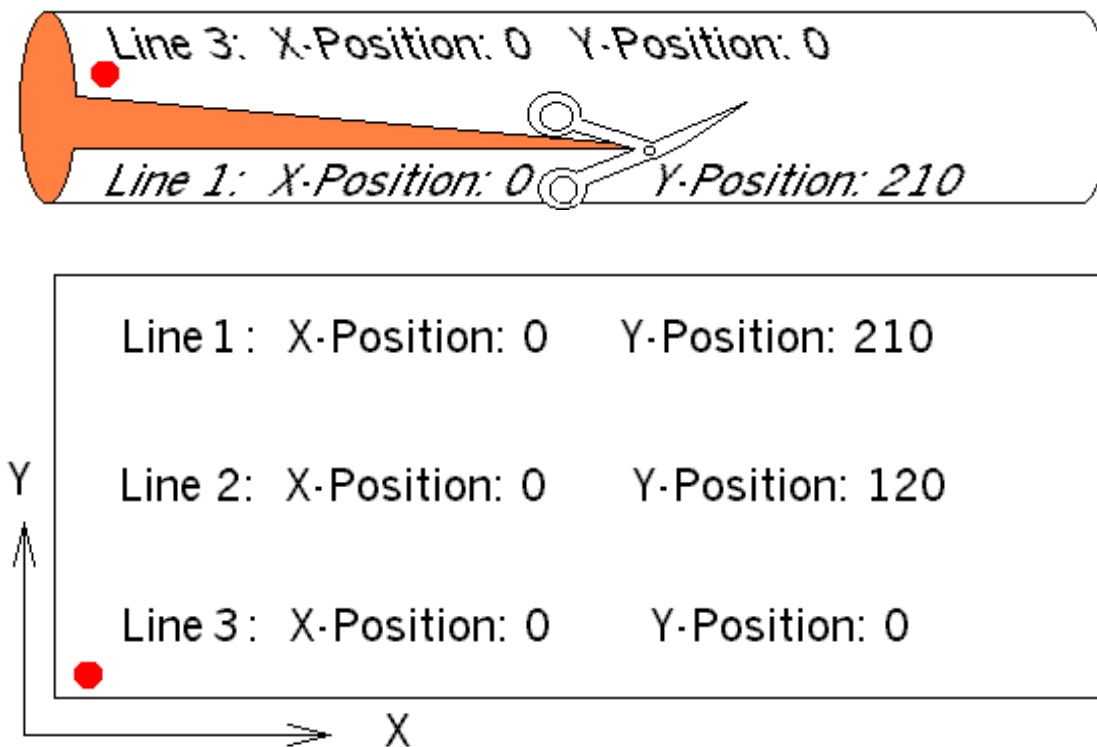 Line 3: X-Position: 0 Y-Position: 0
Line 1: X-Position: 0 Y-Position: 210
Line 1: X-Position: 0 Y-Position: 210
Y
Line 2: X-Position: 0 Y-Position: 120
Line 3: X-Position: 0 Y-Position: 0
X